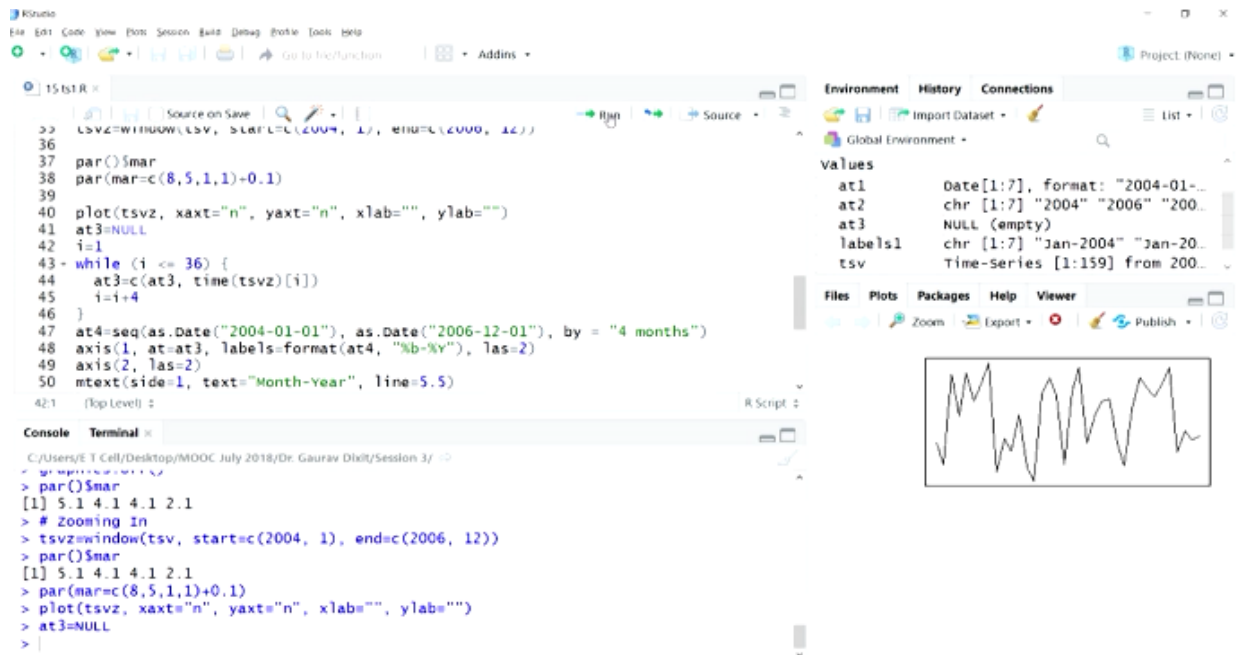 RStudio
File Edit Code View Plots Session Build Debug Profile Tools Help
Go to file/function Addins Project: (None)
15 ts1.R
Source on Save Run Source
35 tsvz=window(tsv, start=c(2004, 1), end=c(2006, 12))
36
37 par()$mar
38 par(mar=c(8,5,1,1)+0.1)
39
40 plot(tsvz, xaxt="n", yaxt="n", xlab="", ylab="")
41 at3=NULL
42 i=1
43 while (i <= 36) {
44 at3=c(at3, time(tsvz)[i])
45 i=i+4
46 }
47 at4=seq(as.Date("2004-01-01"), as.Date("2006-12-01"), by = "4 months")
48 axis(1, at=at3, labels=format(at4, "%b-%Y"), las=2)
49 axis(2, las=2)
50 mtext(side=1, text="Month-Year", line=5.5)
42:1 (Top Level) R Script
Console Terminal
C:/Users/E T Cell/Desktop/MOOC July 2018/Dr. Gaurav Dixit/Session 3/
> graphics.off()
> par()$mar
[1] 5.1 4.1 4.1 2.1
> # Zooming In
> tsvz=window(tsv, start=c(2004, 1), end=c(2006, 12))
> par()$mar
[1] 5.1 4.1 4.1 2.1
> par(mar=c(8,5,1,1)+0.1)
> plot(tsvz, xaxt="n", yaxt="n", xlab="", ylab="")
> at3=NULL
>
Environment History Connections
Import Dataset List
Global Environment
Values
at1 Date[1:7], format: "2004-01-...
at2 chr [1:7] "2004" "2006" "200...
at3 NULL (empty)
labels1 chr [1:7] "Jan-2004" "Jan-20...
tsv Time-Series [1:159] from 200...
Files Plots Packages Help Viewer
Zoom Export Publish